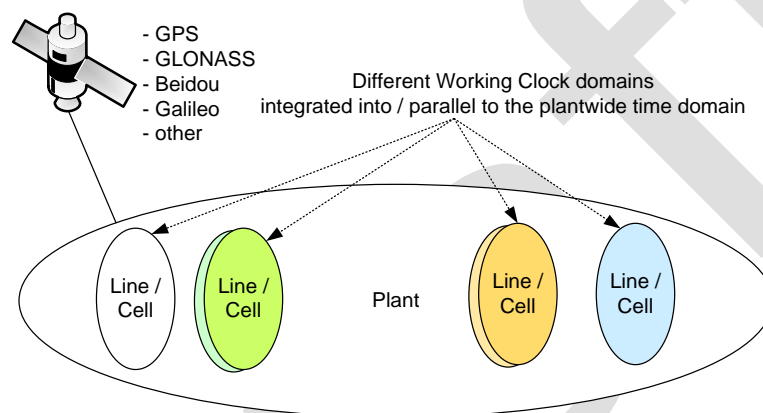 - GPS
- GLONASS
- Beidou
- Galileo
- other
Different Working Clock domains
integrated into / parallel to the plantwide time domain
Line /
Cell
Line /
Cell
Plant
Line /
Cell
Line /
Cell